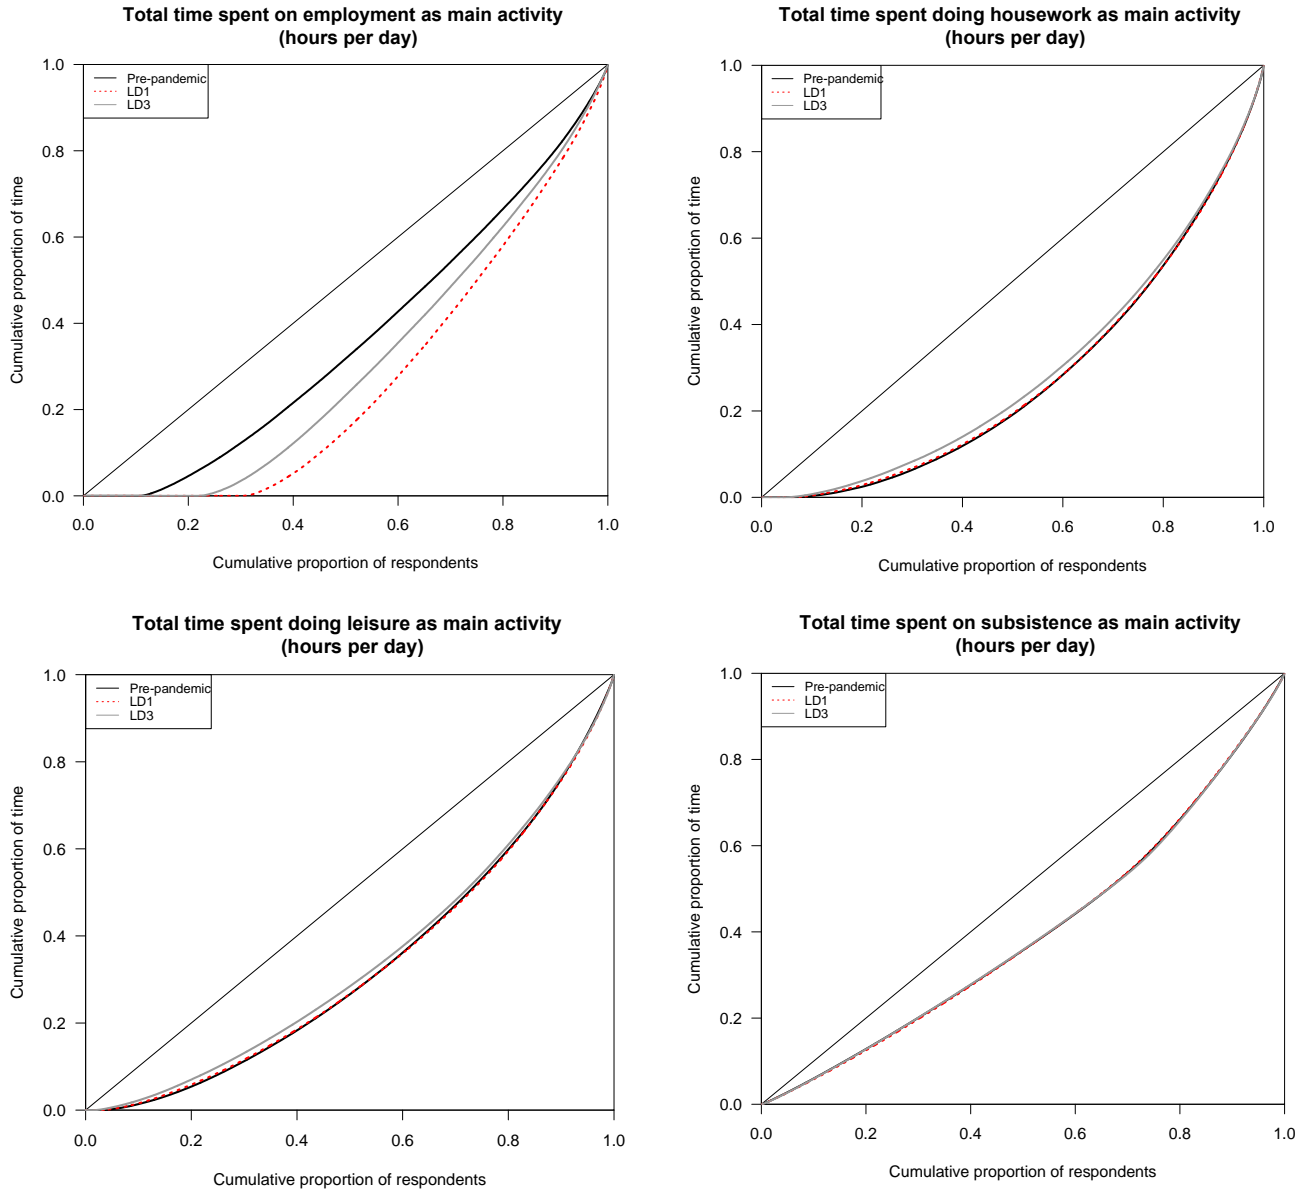 Total time spent on employment as main activity
(hours per day)
Pre-pandemic
LD1
LD3
1.0
0.8
0.6
0.4
0.2
0.0
Cumulative proportion of time
0.0 0.2 0.4 0.6 0.8 1.0
Cumulative proportion of respondents
Total time spent doing housework as main activity
(hours per day)
Pre-pandemic
LD1
LD3
1.0
0.8
0.6
0.4
0.2
0.0
Cumulative proportion of time
0.0 0.2 0.4 0.6 0.8 1.0
Cumulative proportion of respondents
Total time spent doing leisure as main activity
(hours per day)
Pre-pandemic
LD1
LD3
1.0
0.8
0.6
0.4
0.2
0.0
Cumulative proportion of time
0.0 0.2 0.4 0.6 0.8 1.0
Cumulative proportion of respondents
Total time spent on subsistence as main activity
(hours per day)
Pre-pandemic
LD1
LD3
1.0
0.8
0.6
0.4
0.2
0.0
Cumulative proportion of time
0.0 0.2 0.4 0.6 0.8 1.0
Cumulative proportion of respondents